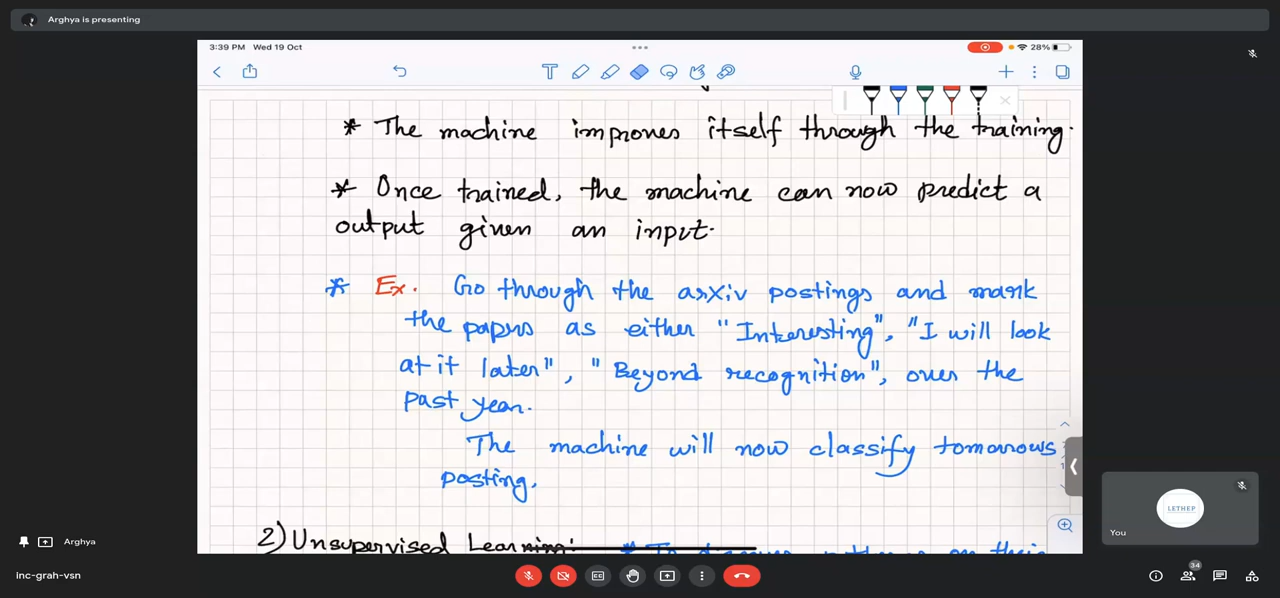 Arghya is presenting
3:39 PM Wed 19 Oct
28%
* The machine improves itself through the training.
* Once trained, the machine can now predict a
output given an input.
* Ex. Go through the arXiv postings and mark
the papers as either "Interesting", "I will look
at it later", "Beyond recognition", over the
past year.
The machine will now classify tomorrows
posting.
2) Unsupervised Learning:
LETHEP
You
Arghya
inc-grah-vsn
34